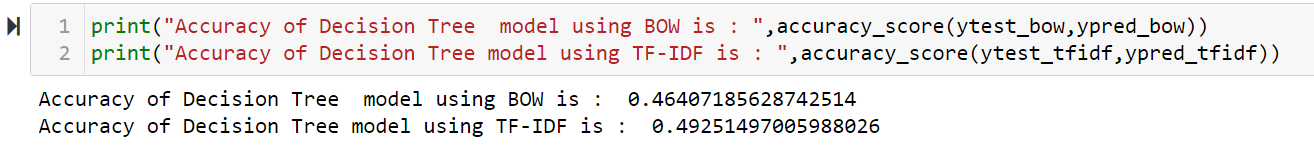 1 print("Accuracy of Decision Tree  model using BOW is : ",accuracy_score(ytest_bow,ypred_bow))
2 print("Accuracy of Decision Tree model using TF-IDF is : ",accuracy_score(ytest_tfidf,ypred_tfidf))
Accuracy of Decision Tree  model using BOW is :  0.46407185628742514
Accuracy of Decision Tree model using TF-IDF is :  0.49251497005988026